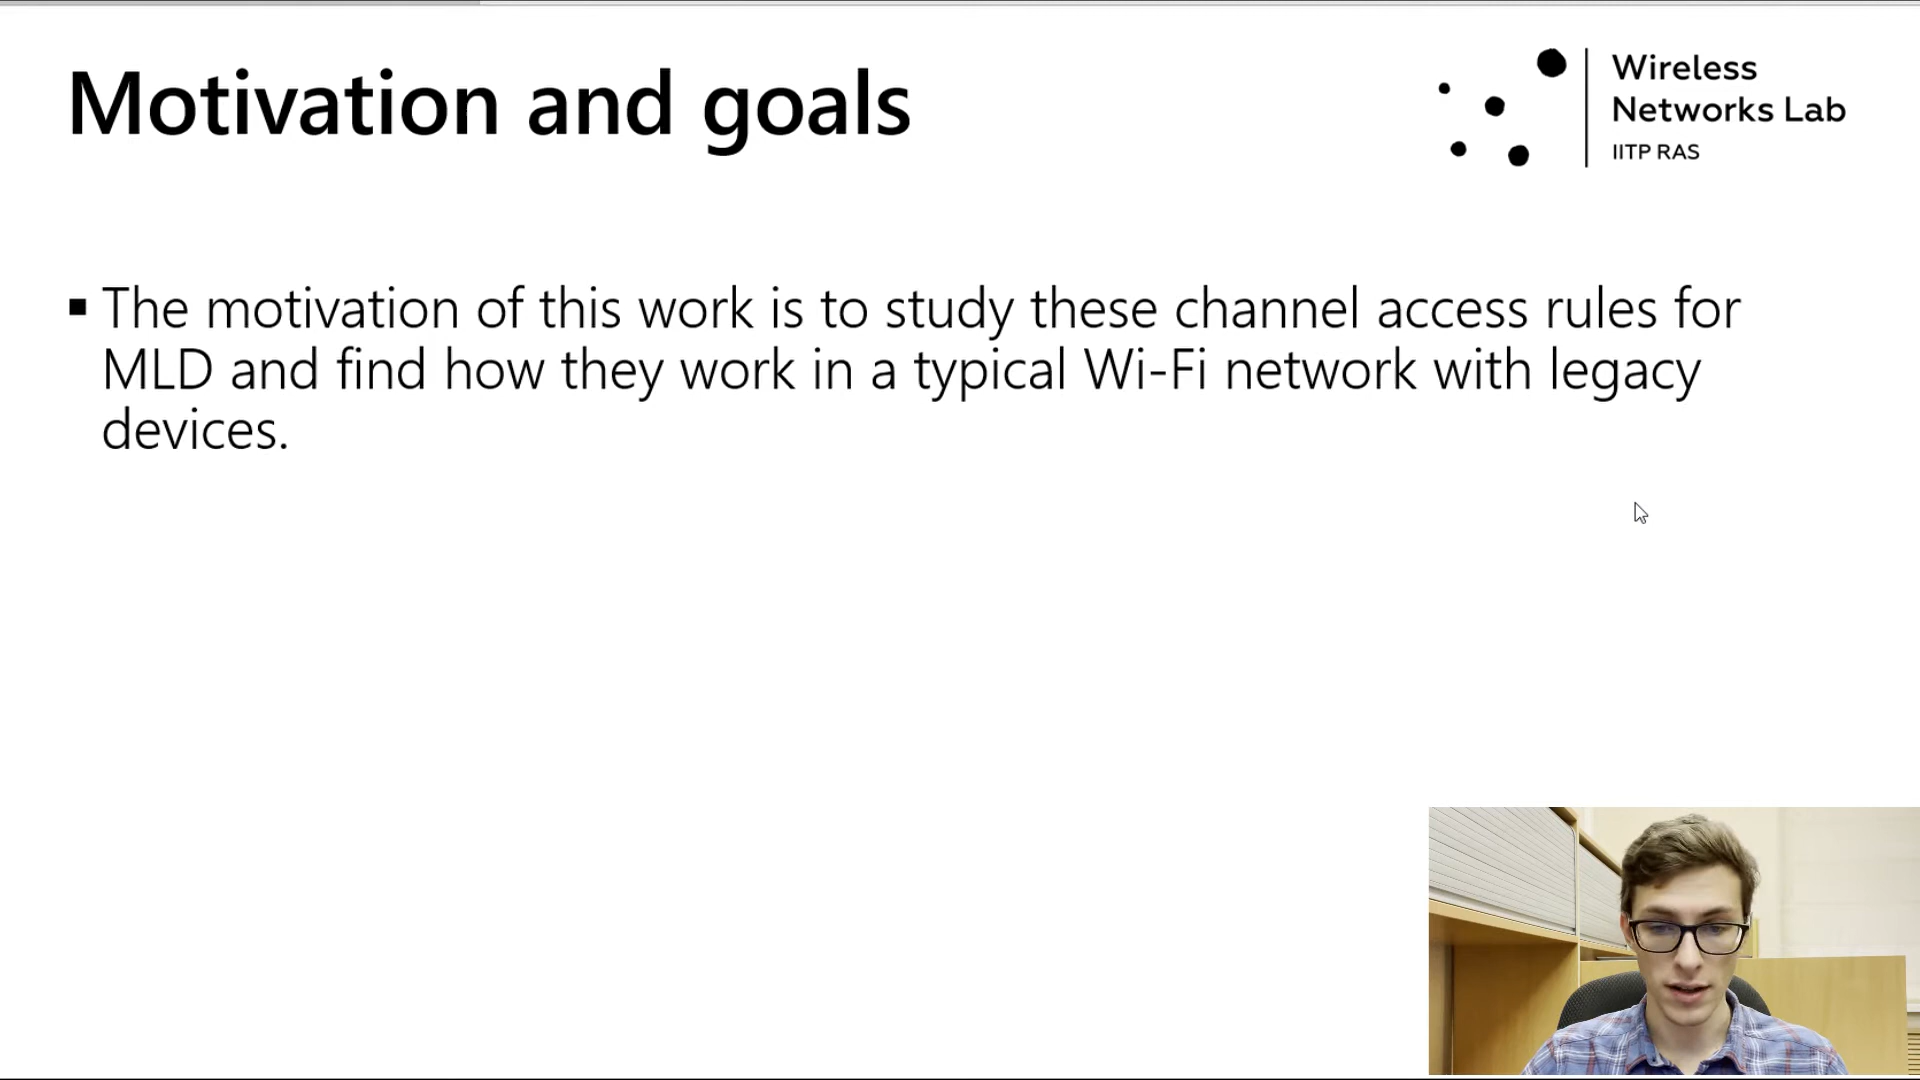 Motivation and goals
Wireless
Networks Lab
IITP RAS
▪ The motivation of this work is to study these channel access rules for
MLD and find how they work in a typical Wi-Fi network with legacy
devices.